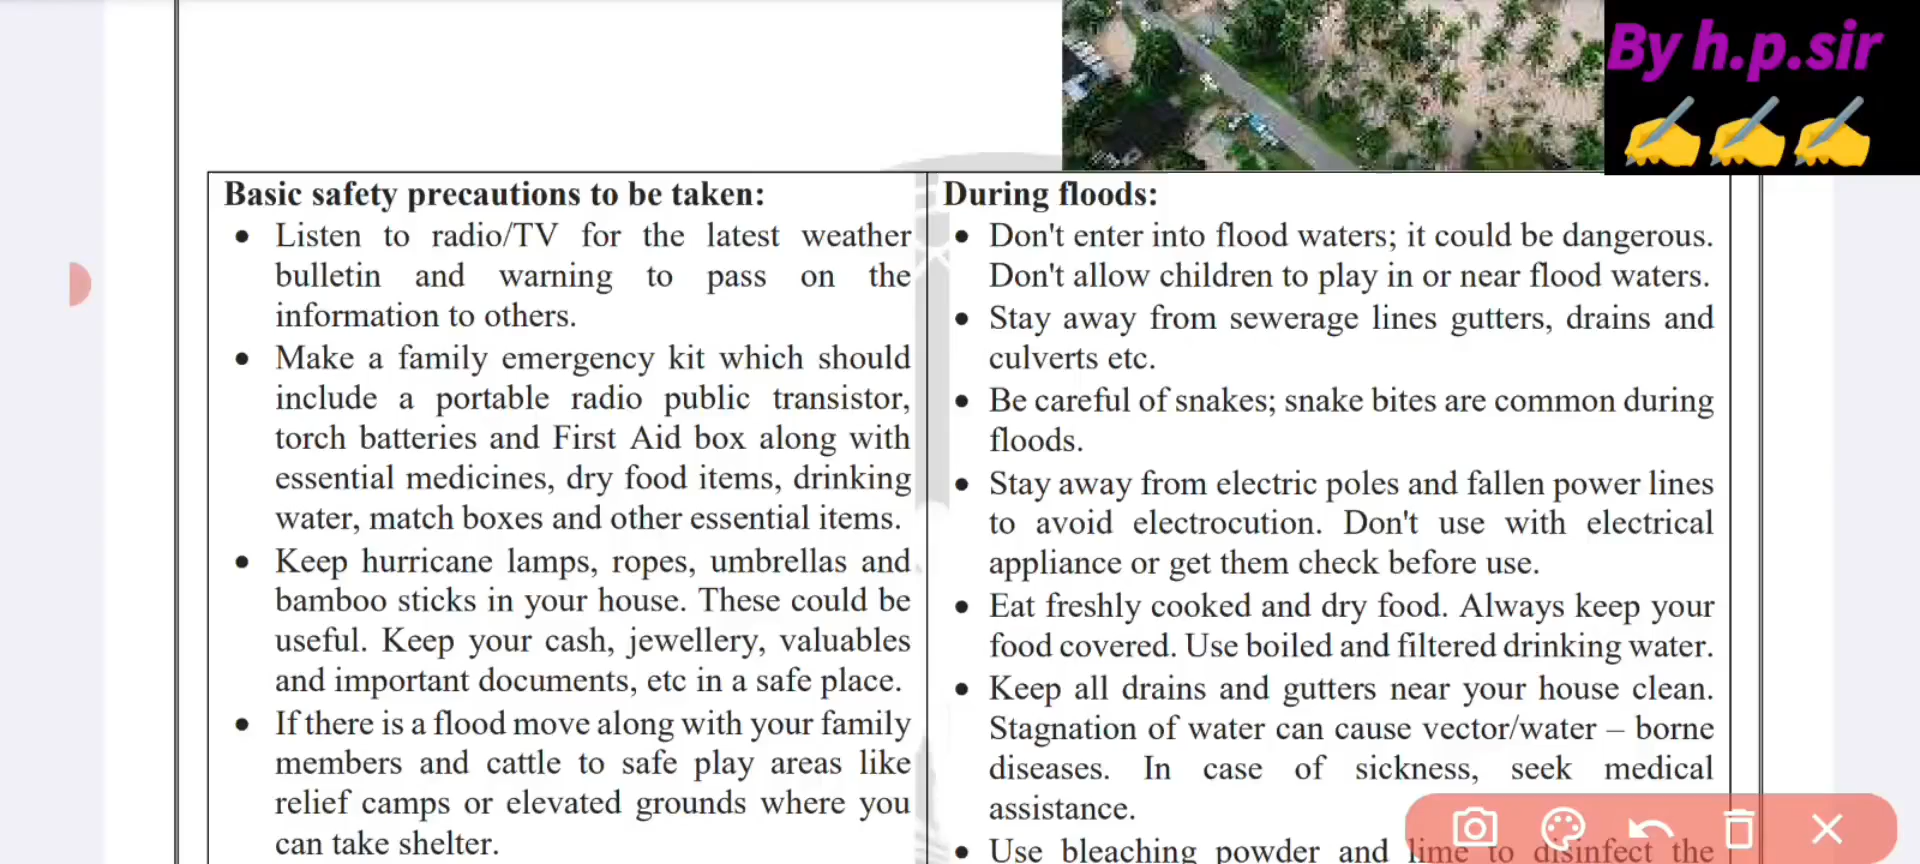 By h.p.sir
Basic safety precautions to be taken:
• Listen to radio/TV for the latest weather
bulletin and warning to pass on the
information to others.
• Make a family emergency kit which should
include a portable radio public transistor,
torch batteries and First Aid box along with
essential medicines, dry food items, drinking
water, match boxes and other essential items.
• Keep hurricane lamps, ropes, umbrellas and
bamboo sticks in your house. These could be
useful. Keep your cash, jewellery, valuables
and important documents, etc in a safe place.
• If there is a flood move along with your family
members and cattle to safe play areas like
relief camps or elevated grounds where you
can take shelter.
During floods:
• Don't enter into flood waters; it could be dangerous.
Don't allow children to play in or near flood waters.
• Stay away from sewerage lines gutters, drains and
culverts etc.
• Be careful of snakes; snake bites are common during
floods.
• Stay away from electric poles and fallen power lines
to avoid electrocution. Don't use with electrical
appliance or get them check before use.
• Eat freshly cooked and dry food. Always keep your
food covered. Use boiled and filtered drinking water.
• Keep all drains and gutters near your house clean.
Stagnation of water can cause vector/water – borne
diseases. In case of sickness, seek medical
assistance.
• Use bleaching powder and lime to disinfect the